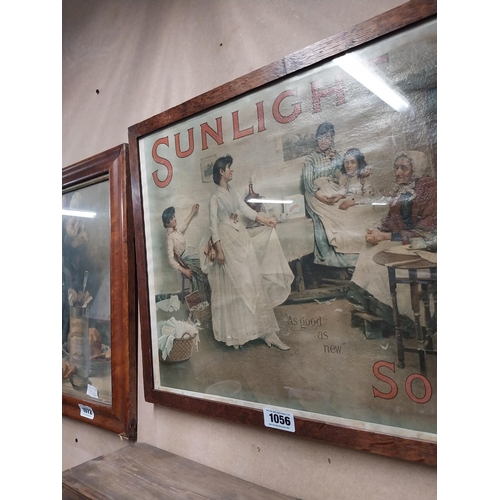 SUNLIGHT
"As good
as
new"
SO
1056